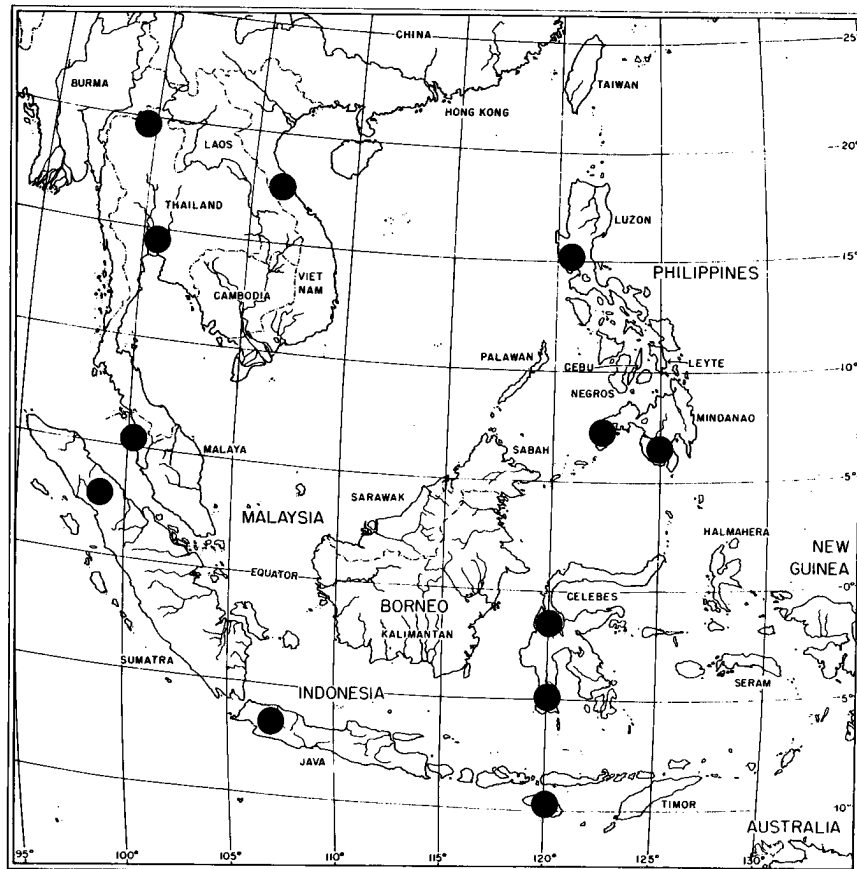 CHINA
25°
BURMA
TAIWAN
HONG KONG
LAOS
20°
THAILAND
LUZON
VIET
NAM
15°
PHILIPPINES
CAMBODIA
PALAWAN
CEBU
LEYTE
10°
NEGROS
MINDANAO
MALAYA
SABAH
5°
SARAWAK
MALAYSIA
HALMAHERA
NEW
GUINEA
EQUATOR
0°
CELEBES
BORNEO
KALIMANTAN
SUMATRA
SERAM
INDONESIA
5°
JAVA
TIMOR
10°
AUSTRALIA
95° 100° 105° 110° 115° 120° 125° 130°